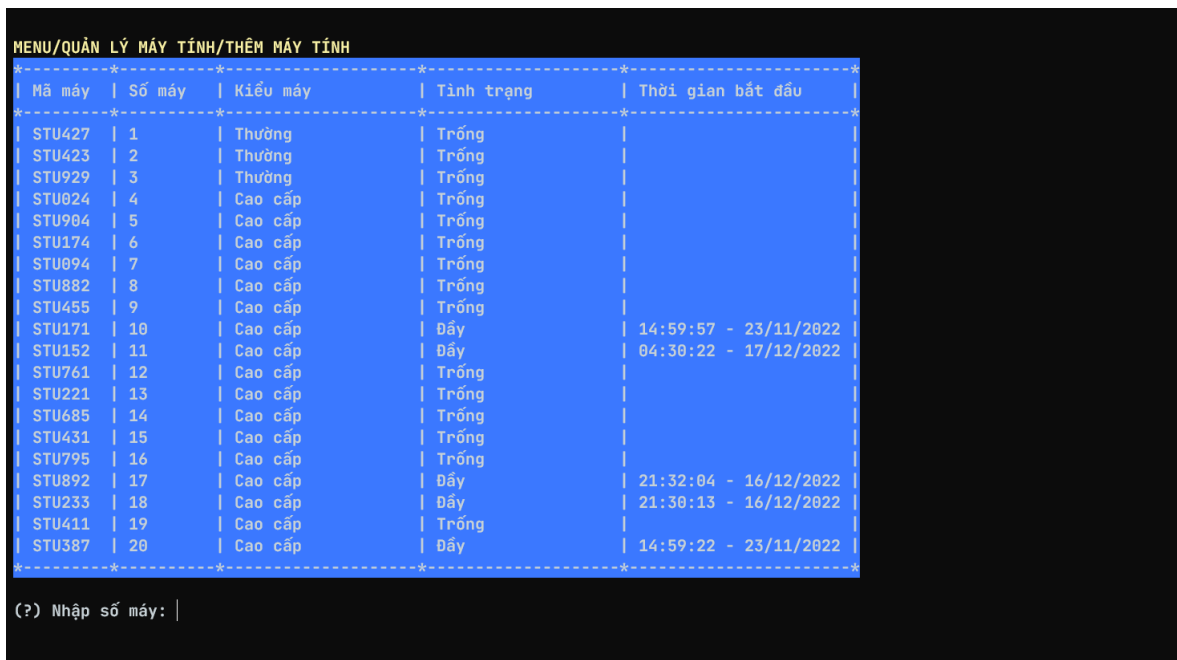 MENU/QUẢN LÝ MÁY TÍNH/THÊM MÁY TÍNH
*---------*----------*--------------------*--------------------*-----------------------*
| Mã máy | Số máy | Kiểu máy | Tình trạng | Thời gian bắt đầu |
*---------*----------*--------------------*--------------------*-----------------------*
| STU427 | 1 | Thường | Trống | |
| STU423 | 2 | Thường | Trống | |
| STU929 | 3 | Thường | Trống | |
| STU024 | 4 | Cao cấp | Trống | |
| STU904 | 5 | Cao cấp | Trống | |
| STU174 | 6 | Cao cấp | Trống | |
| STU094 | 7 | Cao cấp | Trống | |
| STU882 | 8 | Cao cấp | Trống | |
| STU455 | 9 | Cao cấp | Trống | |
| STU171 | 10 | Cao cấp | Đầy | 14:59:57 - 23/11/2022 |
| STU152 | 11 | Cao cấp | Đầy | 04:30:22 - 17/12/2022 |
| STU761 | 12 | Cao cấp | Trống | |
| STU221 | 13 | Cao cấp | Trống | |
| STU685 | 14 | Cao cấp | Trống | |
| STU431 | 15 | Cao cấp | Trống | |
| STU795 | 16 | Cao cấp | Trống | |
| STU892 | 17 | Cao cấp | Đầy | 21:32:04 - 16/12/2022 |
| STU233 | 18 | Cao cấp | Đầy | 21:30:13 - 16/12/2022 |
| STU411 | 19 | Cao cấp | Trống | |
| STU387 | 20 | Cao cấp | Đầy | 14:59:22 - 23/11/2022 |
*---------*----------*--------------------*--------------------*-----------------------*
(?) Nhập số máy: